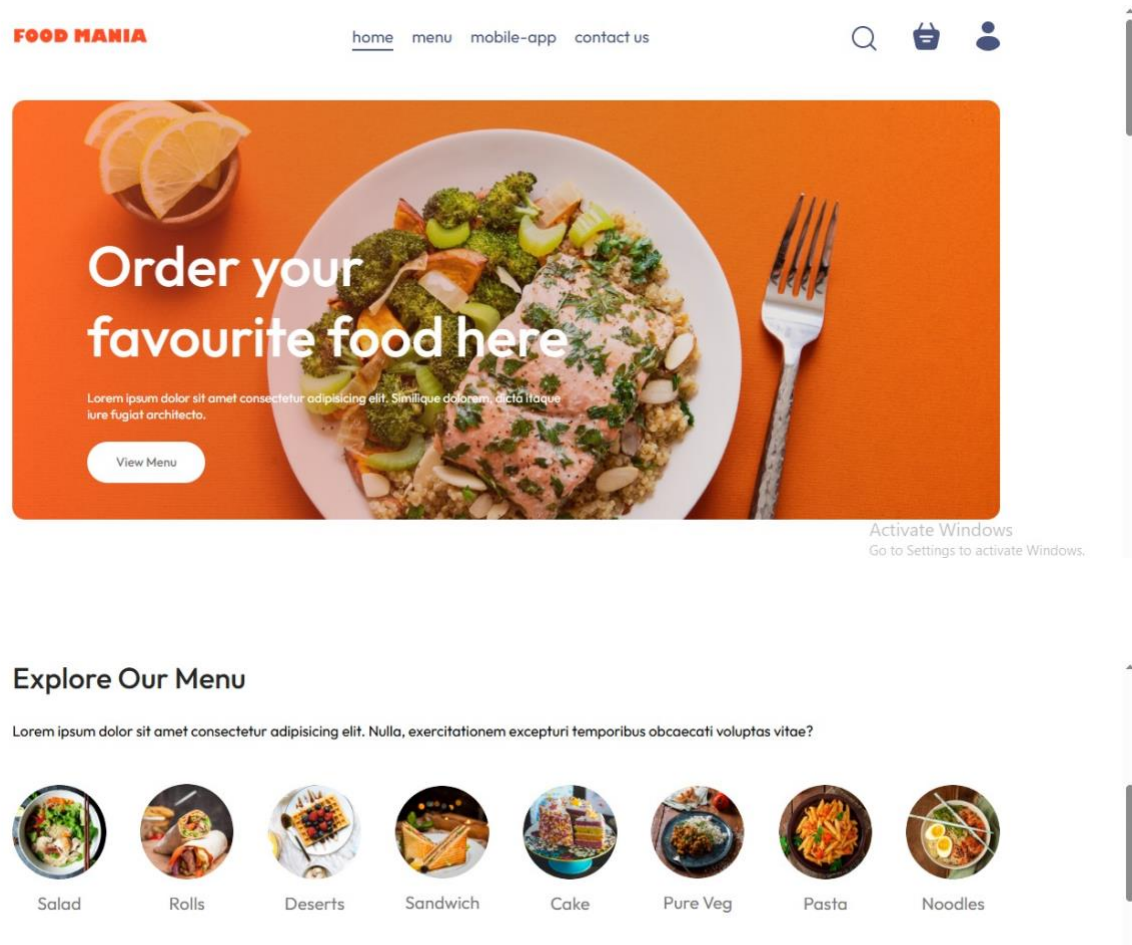 FOOD MANIA
home menu mobile-app contact us
Order your
favourite food here
Lorem ipsum dolor sit amet consectetur adipisicing elit. Similique dolorem, dicta itaque
iure fugiat architecto.
View Menu
Activate Windows
Go to Settings to activate Windows.
Explore Our Menu
Lorem ipsum dolor sit amet consectetur adipisicing elit. Nulla, exercitationem excepturi temporibus obcaecati voluptas vitae?
Salad Rolls Deserts Sandwich Cake Pure Veg Pasta Noodles